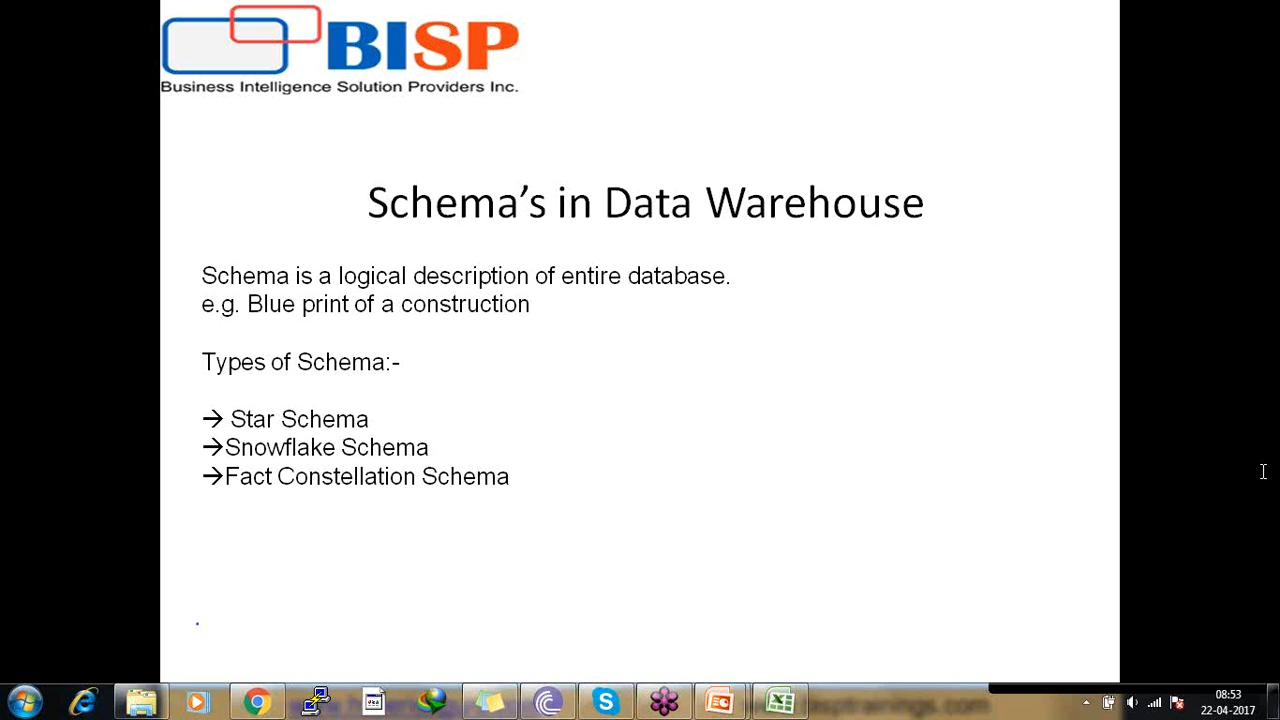 BISP
Business Intelligence Solution Providers Inc.
Schema's in Data Warehouse
Schema is a logical description of entire database.
e.g. Blue print of a construction
Types of Schema:-
→ Star Schema
→Snowflake Schema
→Fact Constellation Schema
08:53
22-04-2017